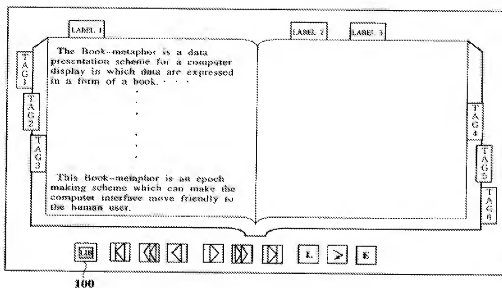 LABEL 1
LABEL 2
LABEL 3
TAG1
TAG2
TAG3
The Book-metaphor is a data
presentation scheme for a computer
display in which data are expressed
in a form of a book. · · ·
This Book-metaphor is an epoch
making scheme which can make the
computer interface move friendly to
the human user.
TAG4
TAG5
TAG6
LIB
L
>
E
100